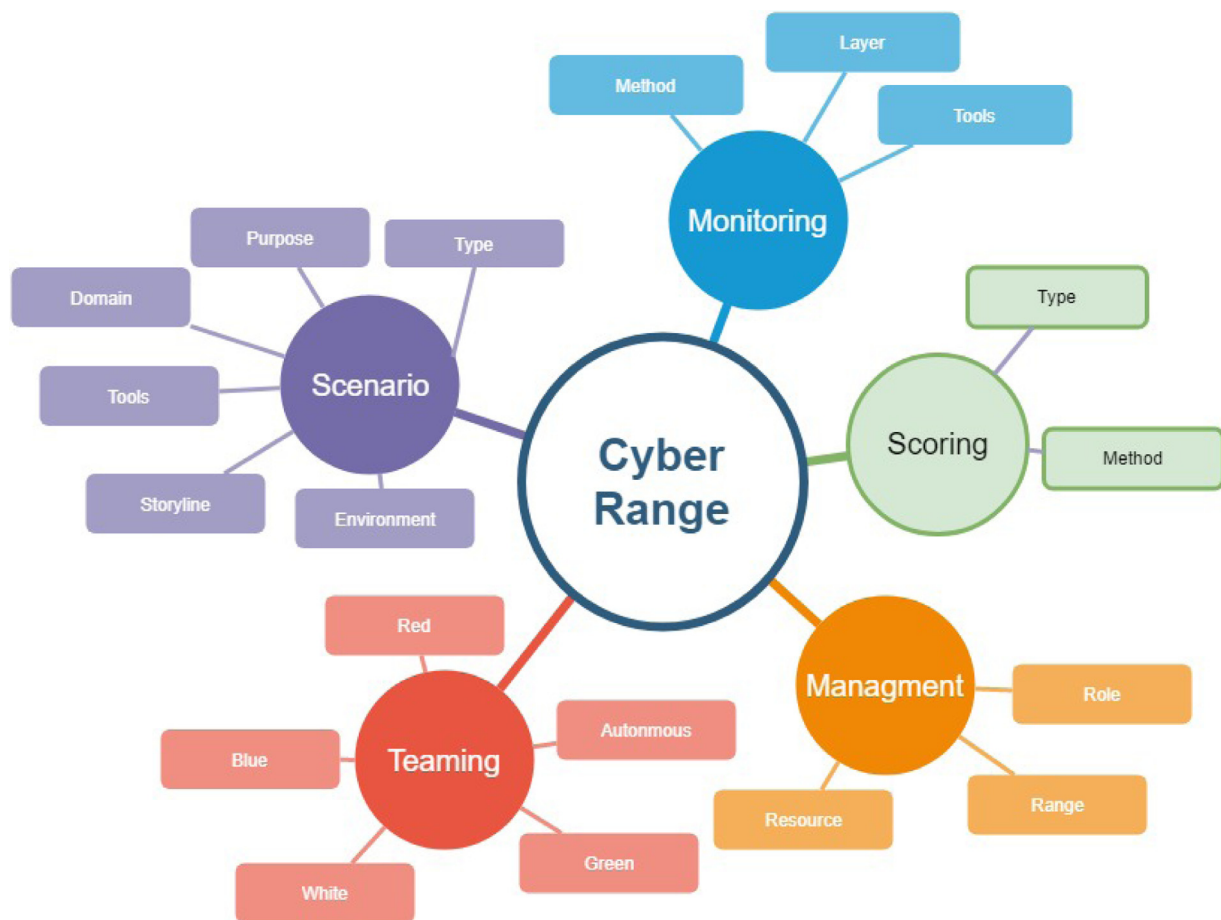 Layer
Method
Tools
Monitoring
Purpose
Type
Domain
Tools
Scenario
Storyline
Environment
Type
Scoring
Method
Cyber
Range
Red
Blue
Autonmous
Teaming
Green
White
Managment
Role
Range
Resource